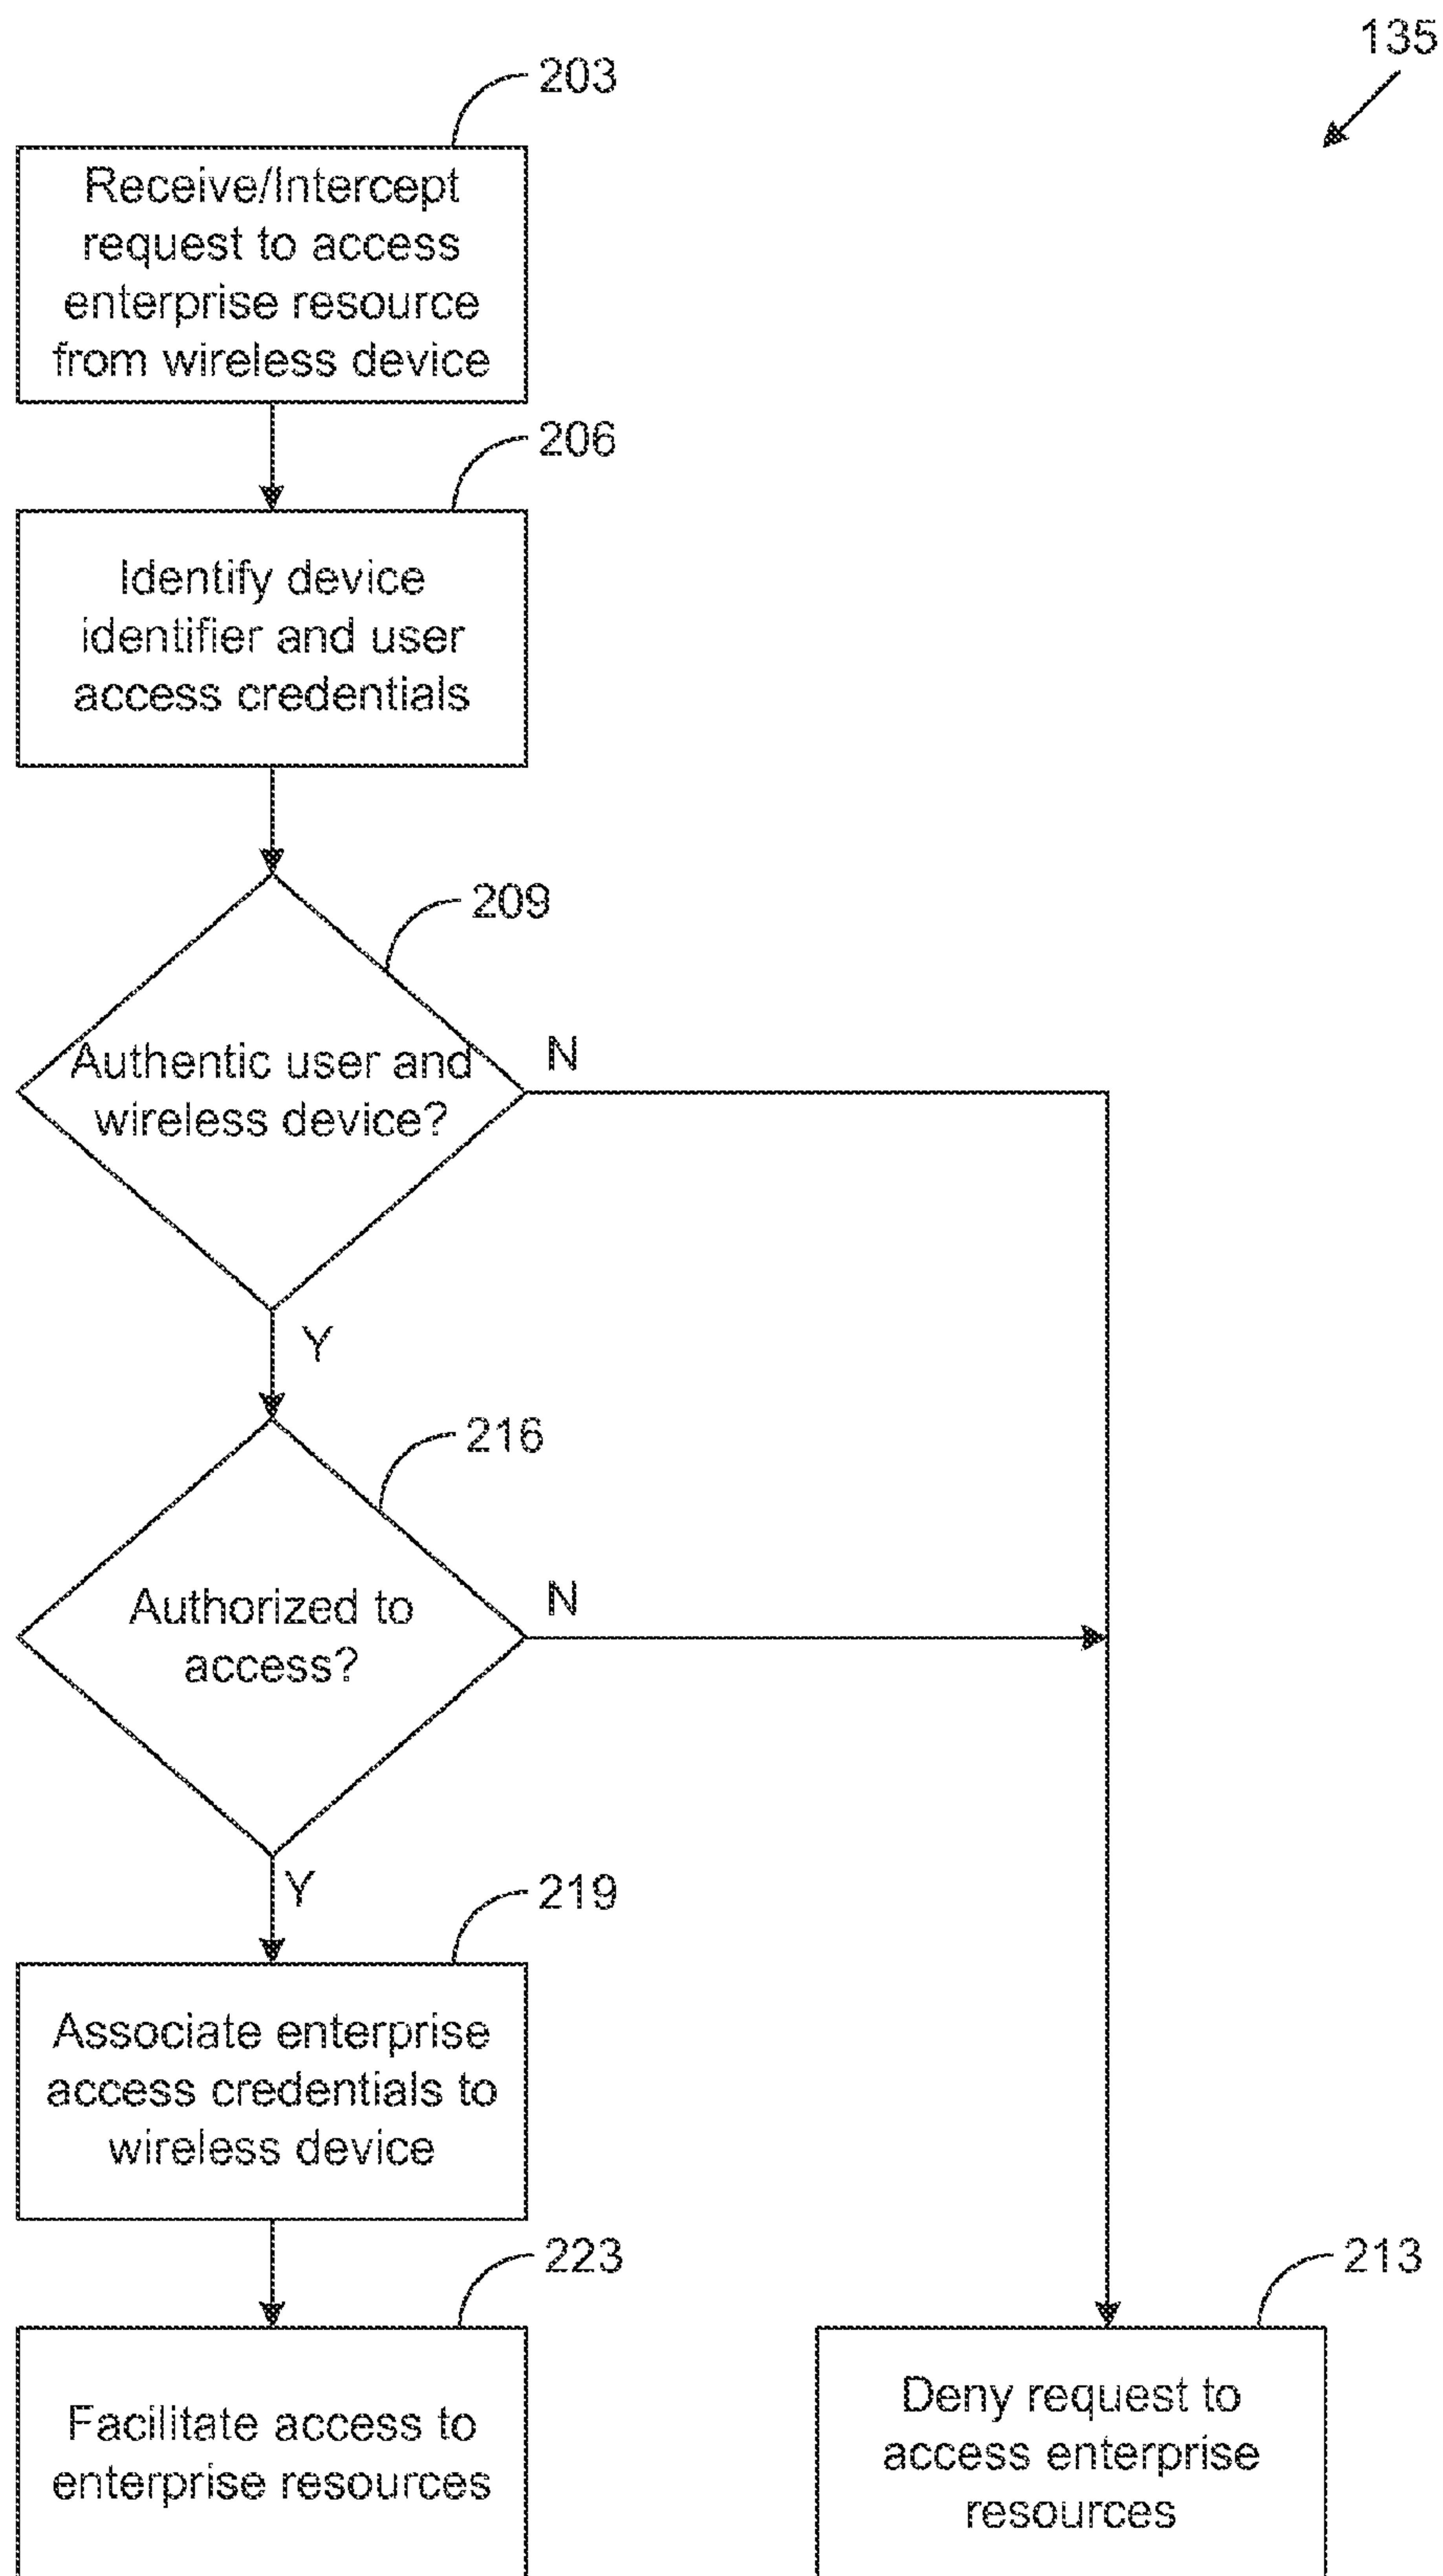 135
203
Receive/Intercept
request to access
enterprise resource
from wireless device
206
Identify device
identifier and user
access credentials
209
Authentic user and
wireless device?
N
Y
216
Authorized to
access?
N
Y
219
Associate enterprise
access credentials to
wireless device
223
Facilitate access to
enterprise resources
213
Deny request to
access enterprise
resources